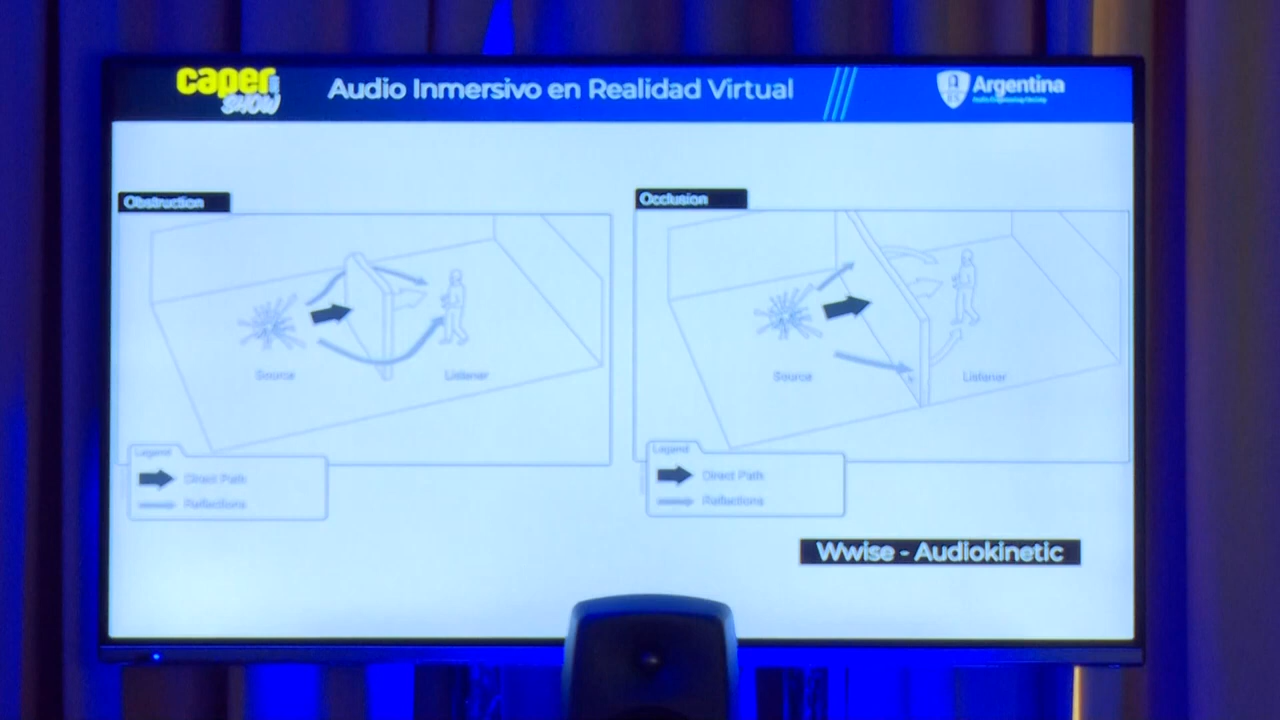 caper
SHOW
Audio Inmersivo en Realidad Virtual
Argentina
Obstruction
Source
Listener
Legend
Direct Path
Reflections
Occlusion
Source
Listener
Legend
Direct Path
Reflections
Wwise - Audiokinetic